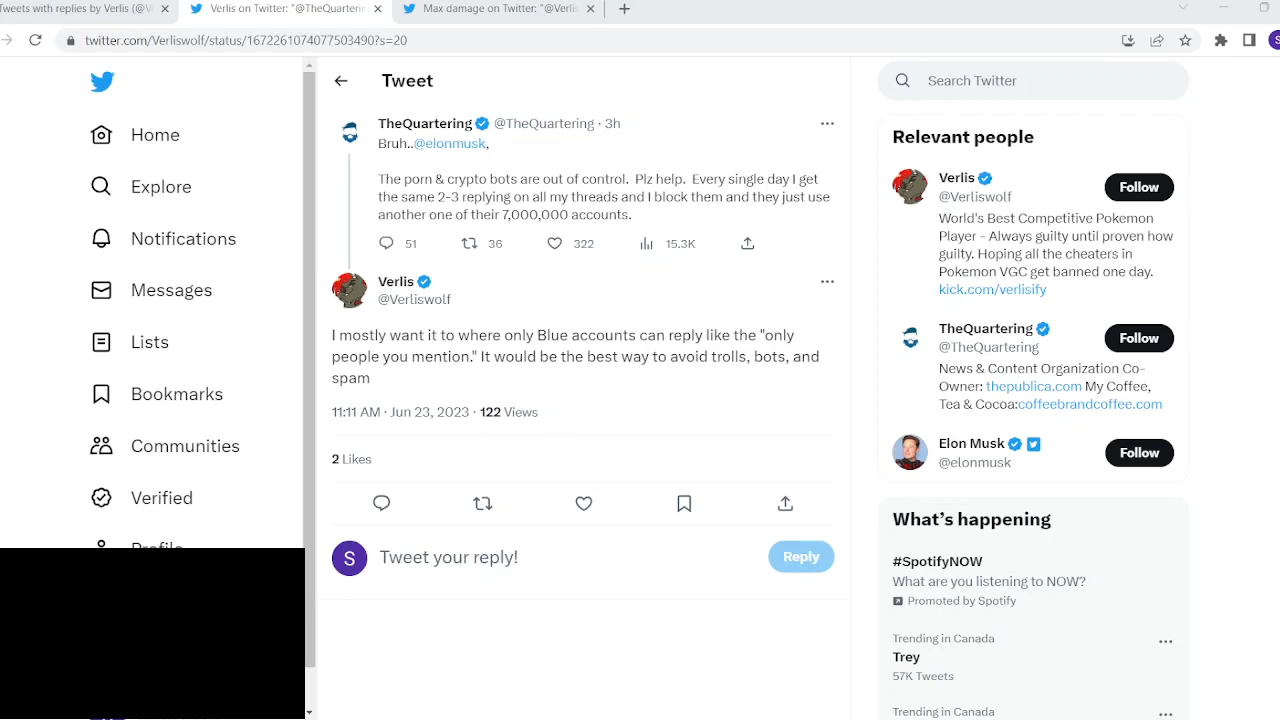 Tweets with replies by Verlis (@V
Verlis on Twitter: "@TheQuarterin
Max damage on Twitter: "@Verlis
twitter.com/Verliswolf/status/1672261074077503490?s=20
S
Home
Explore
Notifications
Messages
Lists
Bookmarks
Communities
Verified
Profile
Tweet
TheQuartering @TheQuartering · 3h
Bruh..@elonmusk,
The porn & crypto bots are out of control. Plz help. Every single day I get
the same 2-3 replying on all my threads and I block them and they just use
another one of their 7,000,000 accounts.
51 36 322 15.3K
Verlis
@Verliswolf
I mostly want it to where only Blue accounts can reply like the "only
people you mention." It would be the best way to avoid trolls, bots, and
spam
11:11 AM · Jun 23, 2023 · 122 Views
2 Likes
S Tweet your reply! Reply
Search Twitter
Relevant people
Verlis
@Verliswolf
Follow
World's Best Competitive Pokemon
Player - Always guilty until proven how
guilty. Hoping all the cheaters in
Pokemon VGC get banned one day.
kick.com/verlisify
TheQuartering
@TheQuartering
Follow
News & Content Organization Co-
Owner: thepublica.com My Coffee,
Tea & Cocoa:coffeebrandcoffee.com
Elon Musk
@elonmusk
Follow
What's happening
#SpotifyNOW
What are you listening to NOW?
Promoted by Spotify
Trending in Canada
Trey
57K Tweets
Trending in Canada